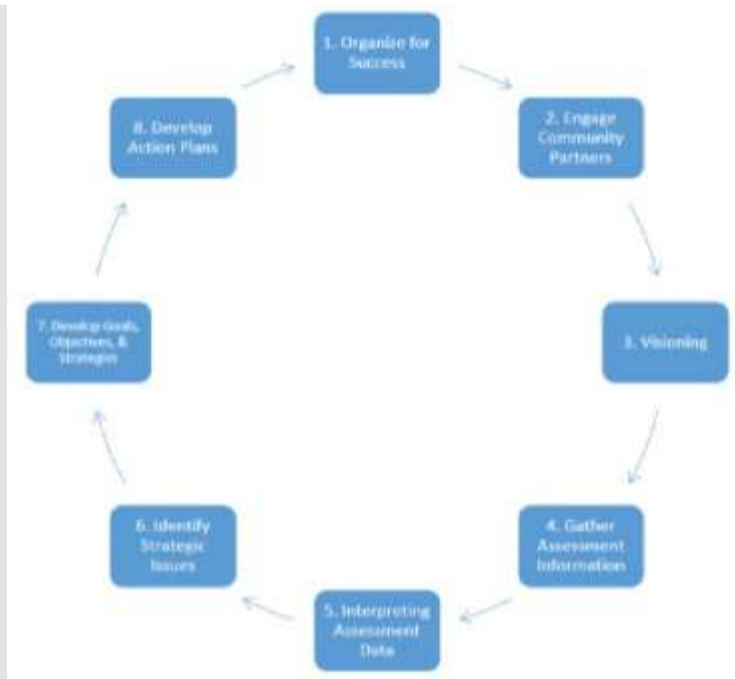 1. Organize for
Success
2. Engage
Community
Partners
3. Visioning
4. Gather
Assessment
Information
5. Interpreting
Assessment
Data
6. Identify
Strategic
Issues
7. Develop Goals,
Objectives, &
Strategies
8. Develop
Action Plans